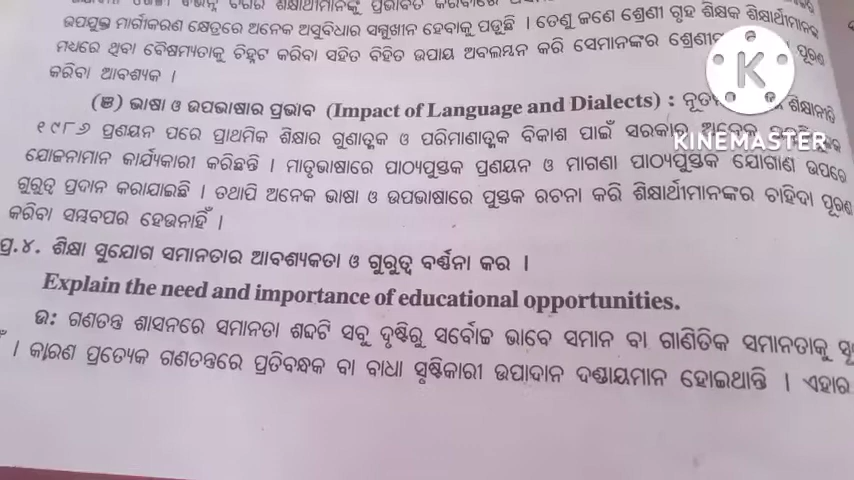 ଉପଯୁକ୍ତ ମାର୍ଗୀକରଣ କ୍ଷେତ୍ରରେ ଅନେକ ଅସୁବିଧାର ସମ୍ମୁଖୀନ ହେବାକୁ ପଡୁଛି । ତେଣୁ ଜଣେ ଶ୍ରେଣୀ ଗୃହ ଶିକ୍ଷକ ଶିକ୍ଷାର୍ଥୀମାନଙ୍କ
ମଧରେ ଥିବା ବୈଷମ୍ୟତାକୁ ଚିହ୍ନଟ କରିବା ସହିତ ବିହିତ ଉପାୟ ଅବଲମ୍ବନ କରି ସେମାନଙ୍କର ପୂରଣ
କରିବା ଆବଶ୍ୟକ ।
(ଞ) ଭାଷା ଓ ଉପଭାଷାର ପ୍ରଭାବ (Impact of Language and Dialects) : ଶିକ୍ଷାନୀତି
୧୯୮୬ ପ୍ରଣୟନ ପରେ ପ୍ରାଥମିକ ଶିକ୍ଷାର ଗୁଣାତ୍ମକ ଓ ପରିମାଣାତ୍ମକ ବିକାଶ ପାଇଁ ସରକାର ଅନେକ
ଯୋଜନାମାନ କାର୍ଯ୍ୟକାରୀ କରିଛନ୍ତି । ମାତୃଭାଷାରେ ପାଠ୍ୟପୁସ୍ତକ ପ୍ରଣୟନ ଓ ମାଗଣା ପାଠ୍ୟପୁସ୍ତକ ଯୋଗାଣ ଉପରେ
ଗୁରୁତ୍ୱ ପ୍ରଦାନ କରାଯାଇଛି । ତଥାପି ଅନେକ ଭାଷା ଓ ଉପଭାଷାରେ ପୁସ୍ତକ ରଚନା କରି ଶିକ୍ଷାର୍ଥୀମାନଙ୍କର ଚାହିଦା ପୂରଣ
କରିବା ସମ୍ଭବପର ହେଉନାହିଁ ।
ପ୍ର.୪. ଶିକ୍ଷା ସୁଯୋଗ ସମାନତାର ଆବଶ୍ୟକତା ଓ ଗୁରୁତ୍ୱ ବର୍ଣ୍ଣନା କର ।
Explain the need and importance of educational opportunities.
ଉ: ଗଣତନ୍ତ୍ର ଶାସନରେ ସମାନତା ଶବ୍ଦଟି ସବୁ ଦୃଷ୍ଟିରୁ ସର୍ବୋଚ୍ଚ ଭାବେ ସମାନ ବା ଗାଣିତିକ ସମାନତାକୁ
। କାରଣ ପ୍ରତ୍ୟେକ ଗଣତନ୍ତ୍ରରେ ପ୍ରତିବନ୍ଧକ ବା ବାଧା ସୃଷ୍ଟିକାରୀ ଉପାଦାନ ଦଣ୍ଡାୟମାନ ହୋଇଥାନ୍ତି । ଏହାର
K
KINEMASTER